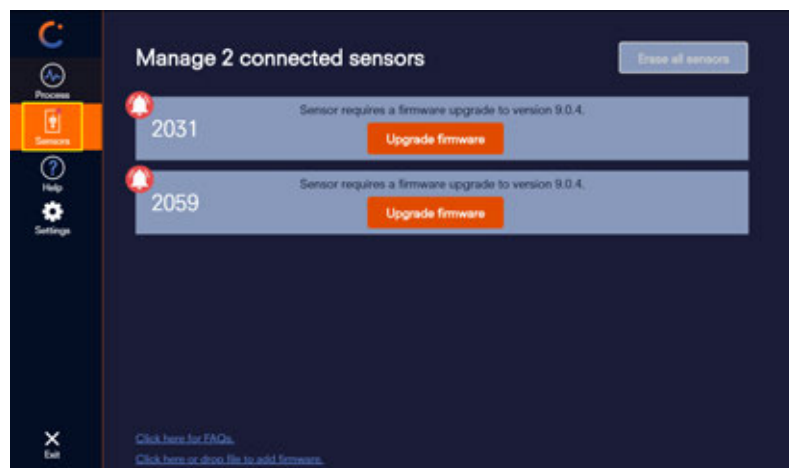 Manage 2 connected sensors
Erase all sensors
Process
Sensors
Help
Settings
Exit
Sensor requires a firmware upgrade to version 9.0.4.
2031
Upgrade firmware
Sensor requires a firmware upgrade to version 9.0.4.
2059
Upgrade firmware
Click here for FAQs.
Click here or drop file to add firmware.